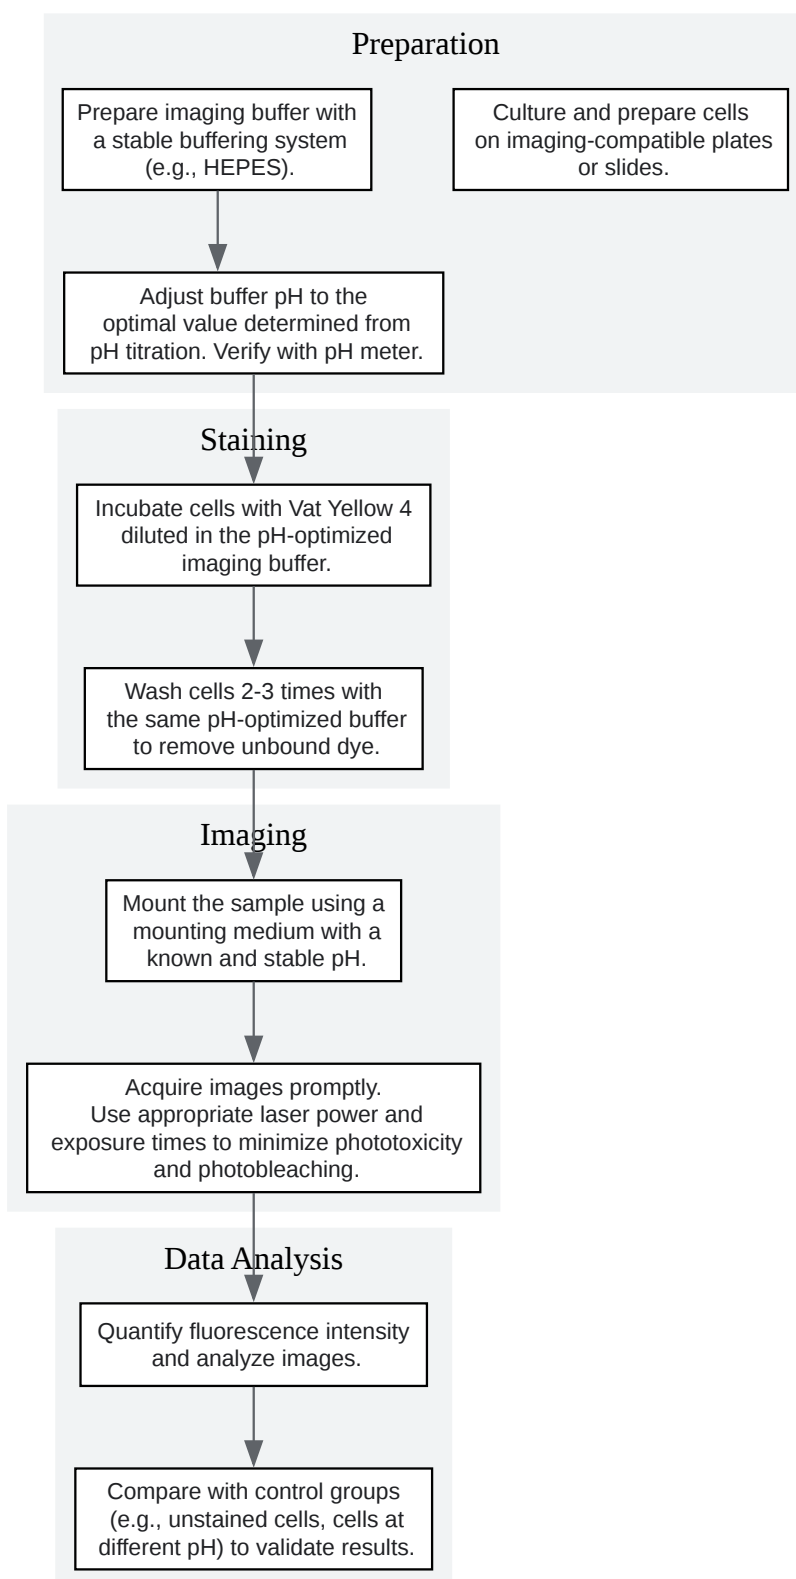 Preparation
Prepare imaging buffer with
a stable buffering system
(e.g., HEPES).
Culture and prepare cells
on imaging-compatible plates
or slides.
Adjust buffer pH to the
optimal value determined from
pH titration. Verify with pH meter.
Staining
Incubate cells with Vat Yellow 4
diluted in the pH-optimized
imaging buffer.
Wash cells 2-3 times with
the same pH-optimized buffer
to remove unbound dye.
Imaging
Mount the sample using a
mounting medium with a
known and stable pH.
Acquire images promptly.
Use appropriate laser power and
exposure times to minimize phototoxicity
and photobleaching.
Data Analysis
Quantify fluorescence intensity
and analyze images.
Compare with control groups
(e.g., unstained cells, cells at
different pH) to validate results.